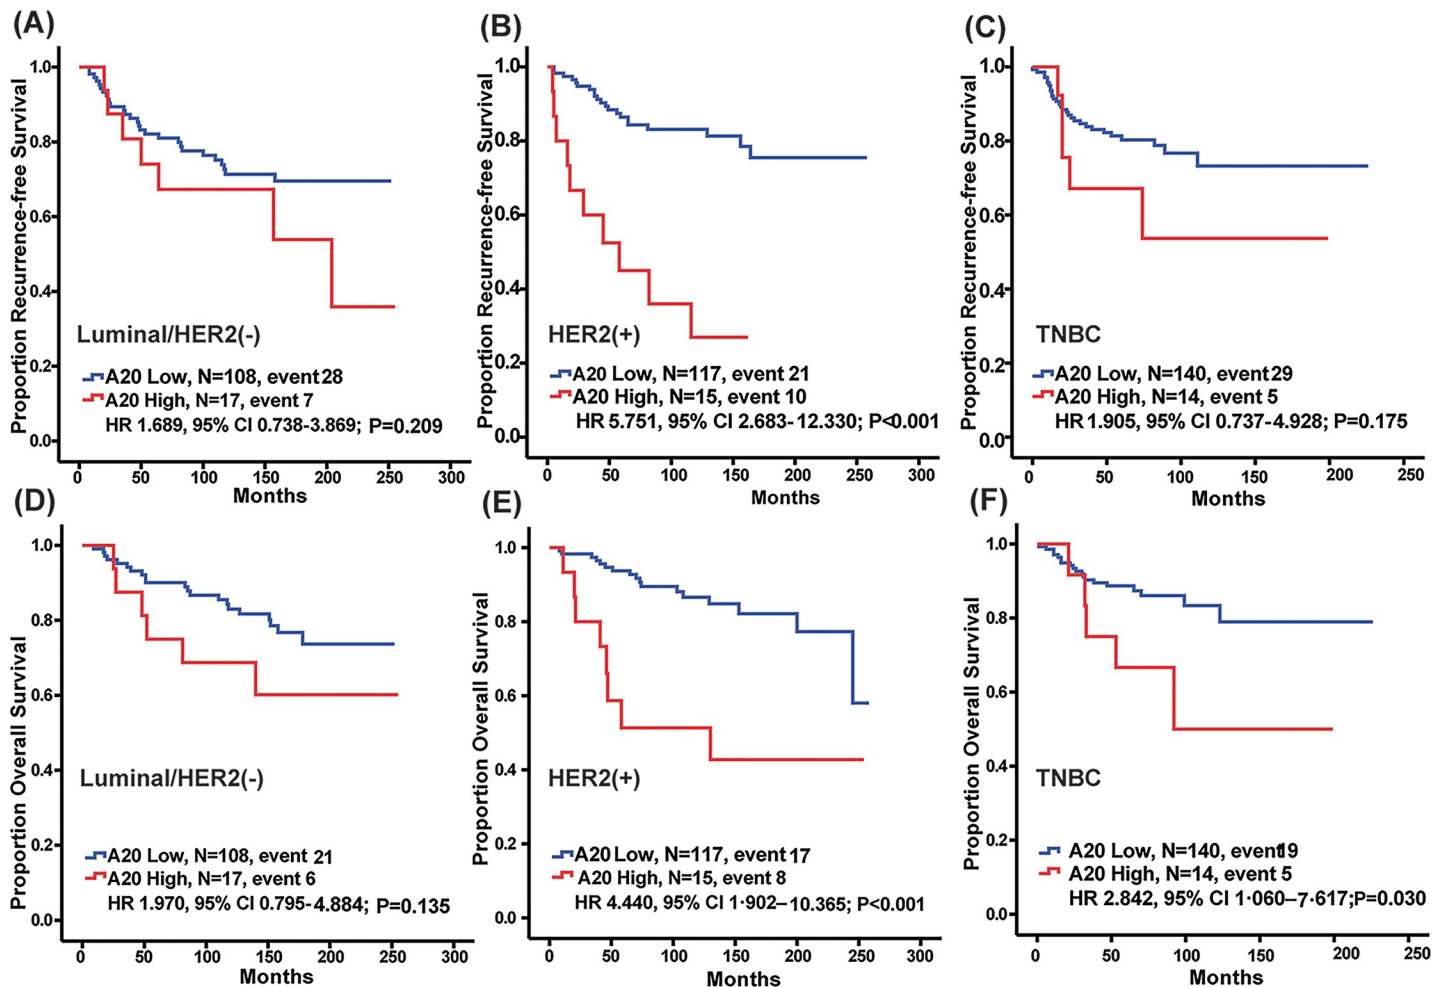 (A)
Proportion Recurrence-free Survival
1.0
0.8
0.6
0.4
0.2
0.0
Luminal/HER2(-)
A20 Low, N=108, event 28
A20 High, N=17, event 7
HR 1.689, 95% CI 0.738-3.869; P=0.209
0 50 100 150 200 250 300
Months
(B)
Proportion Recurrence-free Survival
1.0
0.8
0.6
0.4
0.2
0.0
HER2(+)
A20 Low, N=117, event 21
A20 High, N=15, event 10
HR 5.751, 95% CI 2.683-12.330; P<0.001
0 50 100 150 200 250 300
Months
(C)
Proportion Recurrence-free Survival
1.0
0.8
0.6
0.4
0.2
0.0
TNBC
A20 Low, N=140, event 29
A20 High, N=14, event 5
HR 1.905, 95% CI 0.737-4.928; P=0.175
0 50 100 150 200 250
Months
(D)
Proportion Overall Survival
1.0
0.8
0.6
0.4
0.2
0.0
Luminal/HER2(-)
A20 Low, N=108, event 21
A20 High, N=17, event 6
HR 1.970, 95% CI 0.795-4.884; P=0.135
0 50 100 150 200 250 300
Months
(E)
Proportion Overall Survival
1.0
0.8
0.6
0.4
0.2
0.0
HER2(+)
A20 Low, N=117, event 17
A20 High, N=15, event 8
HR 4.440, 95% CI 1·902–10.365; P<0.001
0 50 100 150 200 250 300
Months
(F)
Proportion Overall Survival
1.0
0.8
0.6
0.4
0.2
0.0
TNBC
A20 Low, N=140, event 19
A20 High, N=14, event 5
HR 2.842, 95% CI 1·060–7·617;P=0.030
0 50 100 150 200 250
Months